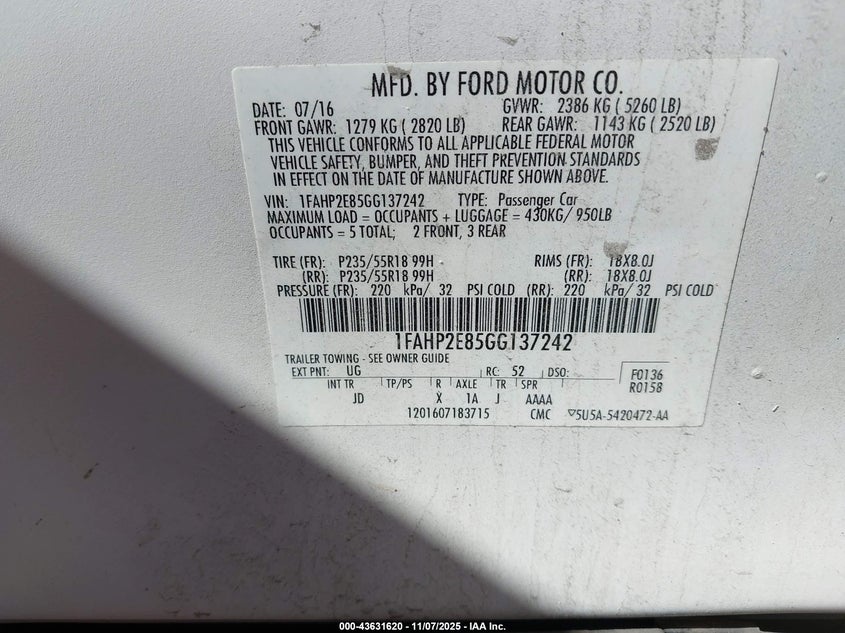 MFD. BY FORD MOTOR CO.
DATE: 07/16 GVWR: 2386 KG ( 5260 LB)
FRONT GAWR: 1279 KG ( 2820 LB) REAR GAWR: 1143 KG ( 2520 LB)
THIS VEHICLE CONFORMS TO ALL APPLICABLE FEDERAL MOTOR
VEHICLE SAFETY, BUMPER, AND THEFT PREVENTION STANDARDS
IN EFFECT ON THE DATE OF MANUFACTURE SHOWN ABOVE.
VIN: 1FAHP2E85GG137242 TYPE: Passenger Car
MAXIMUM LOAD = OCCUPANTS + LUGGAGE = 430KG/ 950LB
OCCUPANTS = 5 TOTAL; 2 FRONT, 3 REAR
TIRE (FR): P235/55R18 99H RIMS (FR): 18X8.0J
(RR): P235/55R18 99H (RR): 18X8.0J
PRESSURE (FR): 220 kPa/ 32 PSI COLD (RR): 220 kPa/ 32 PSI COLD
1FAHP2E85GG137242
TRAILER TOWING - SEE OWNER GUIDE
EXT PNT: UG RC: 52 DSO: F0136
INT TR TP/PS R AXLE TR SPR R0158
JD X 1A J AAAA
1201607183715 CMC ▽5U5A-5420472-AA
000-43631620 - 11/07/2025 - IAA Inc.